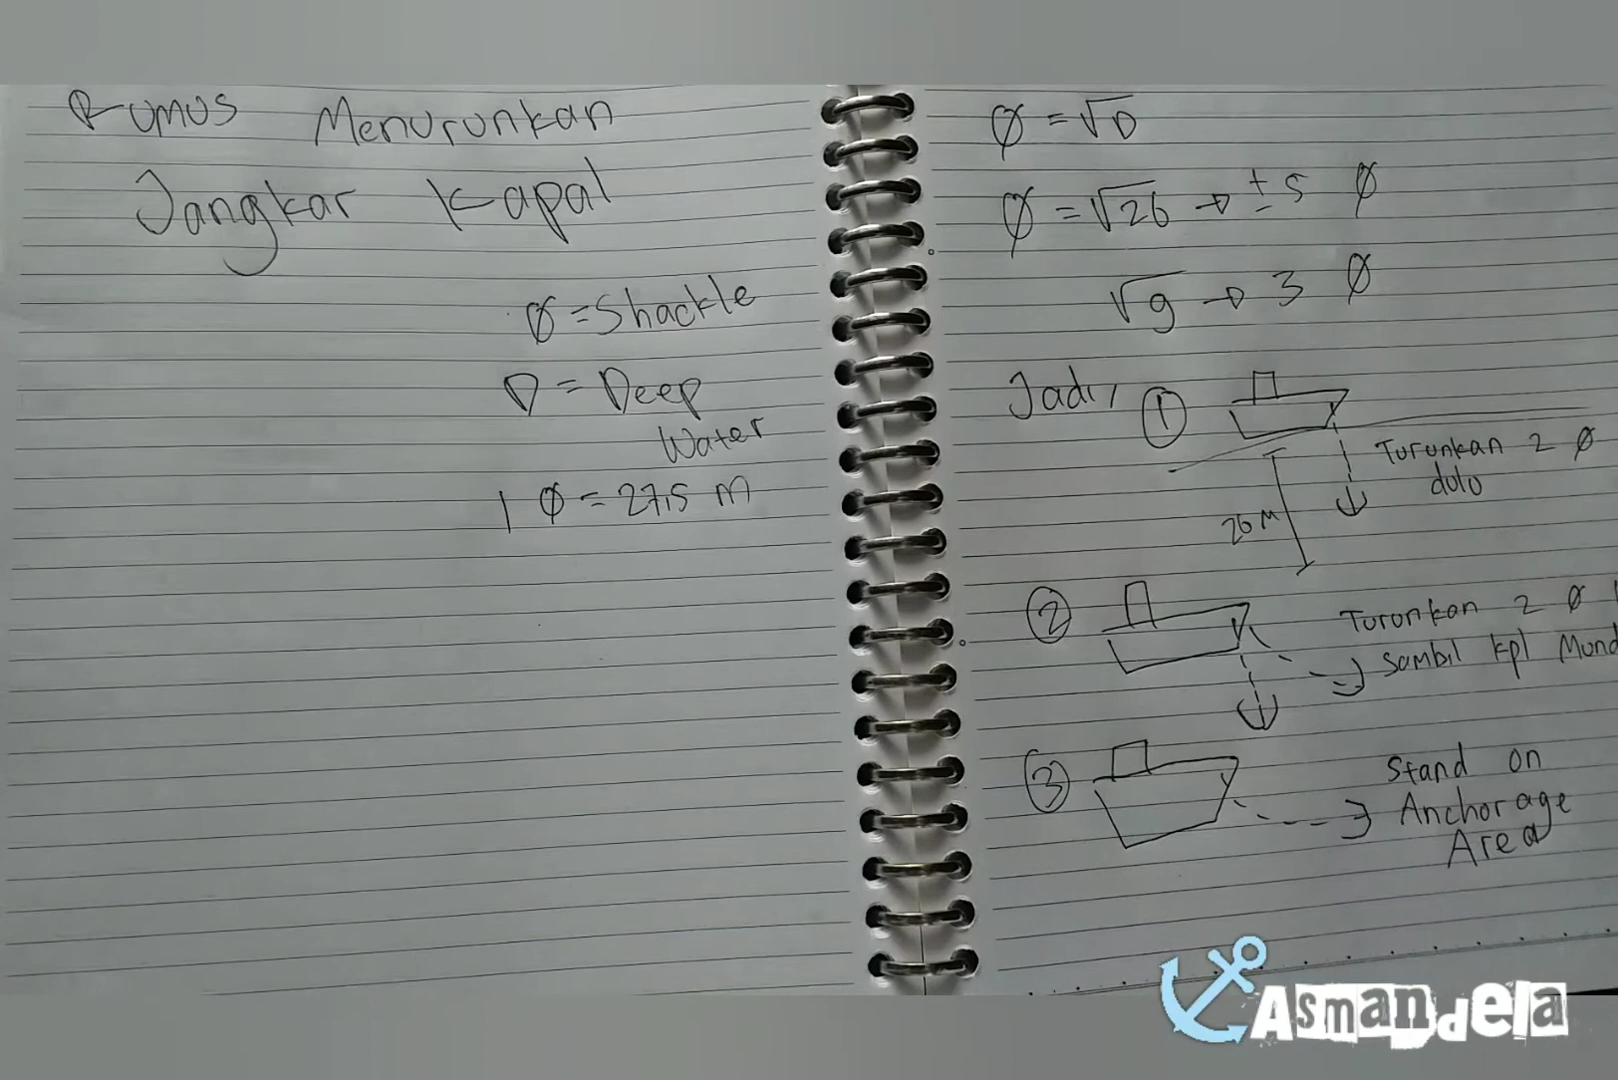 Rumus Menurunkan
Jangkar Kapal
Ø = Shackle
D = Deep
Water
1 Ø = 27,5 M
Ø = √D
Ø = √26 → ± 5 Ø
√9 → 3 Ø
Jadi,
①
Turunkan 2 Ø
dulu
26 M
②
Turunkan 2 Ø
Sambil kpl Mund
③
Stand on
Anchorage
Area
Asmandela